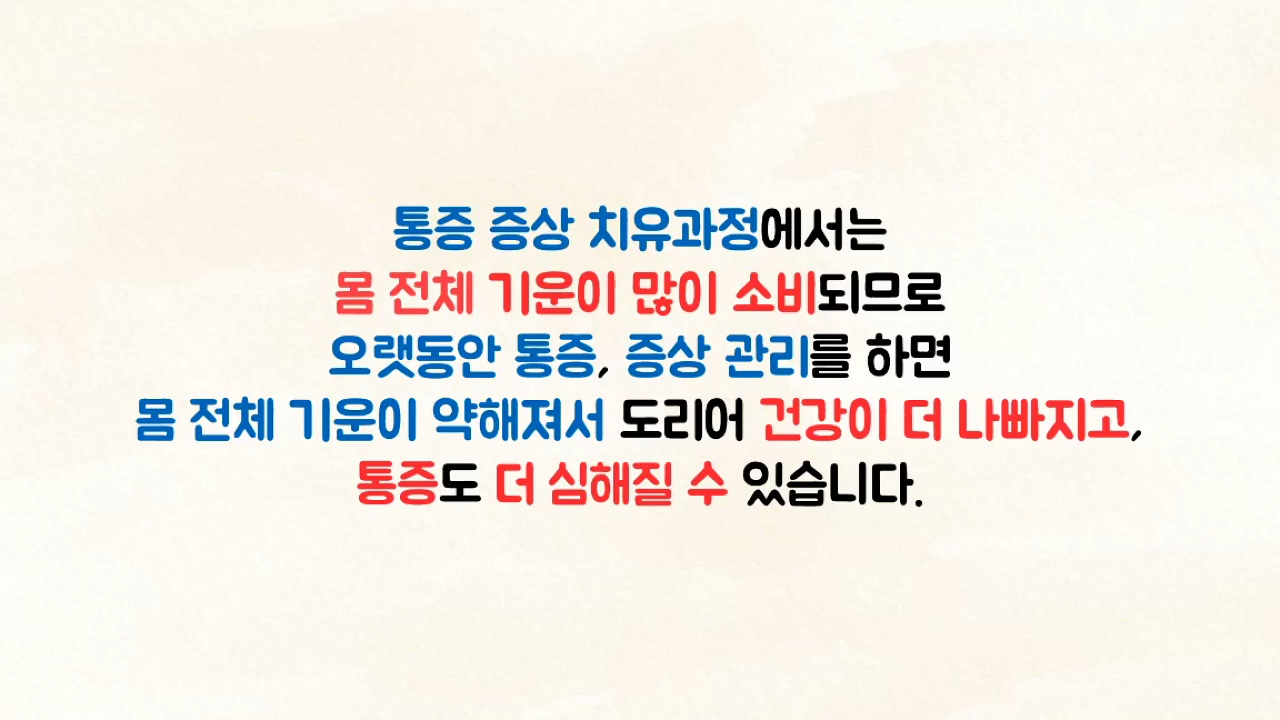 통증 증상 치유과정에서는
몸 전체 기운이 많이 소비되므로
오랫동안 통증, 증상 관리를 하면
몸 전체 기운이 약해져서 도리어 건강이 더 나빠지고,
통증도 더 심해질 수 있습니다.